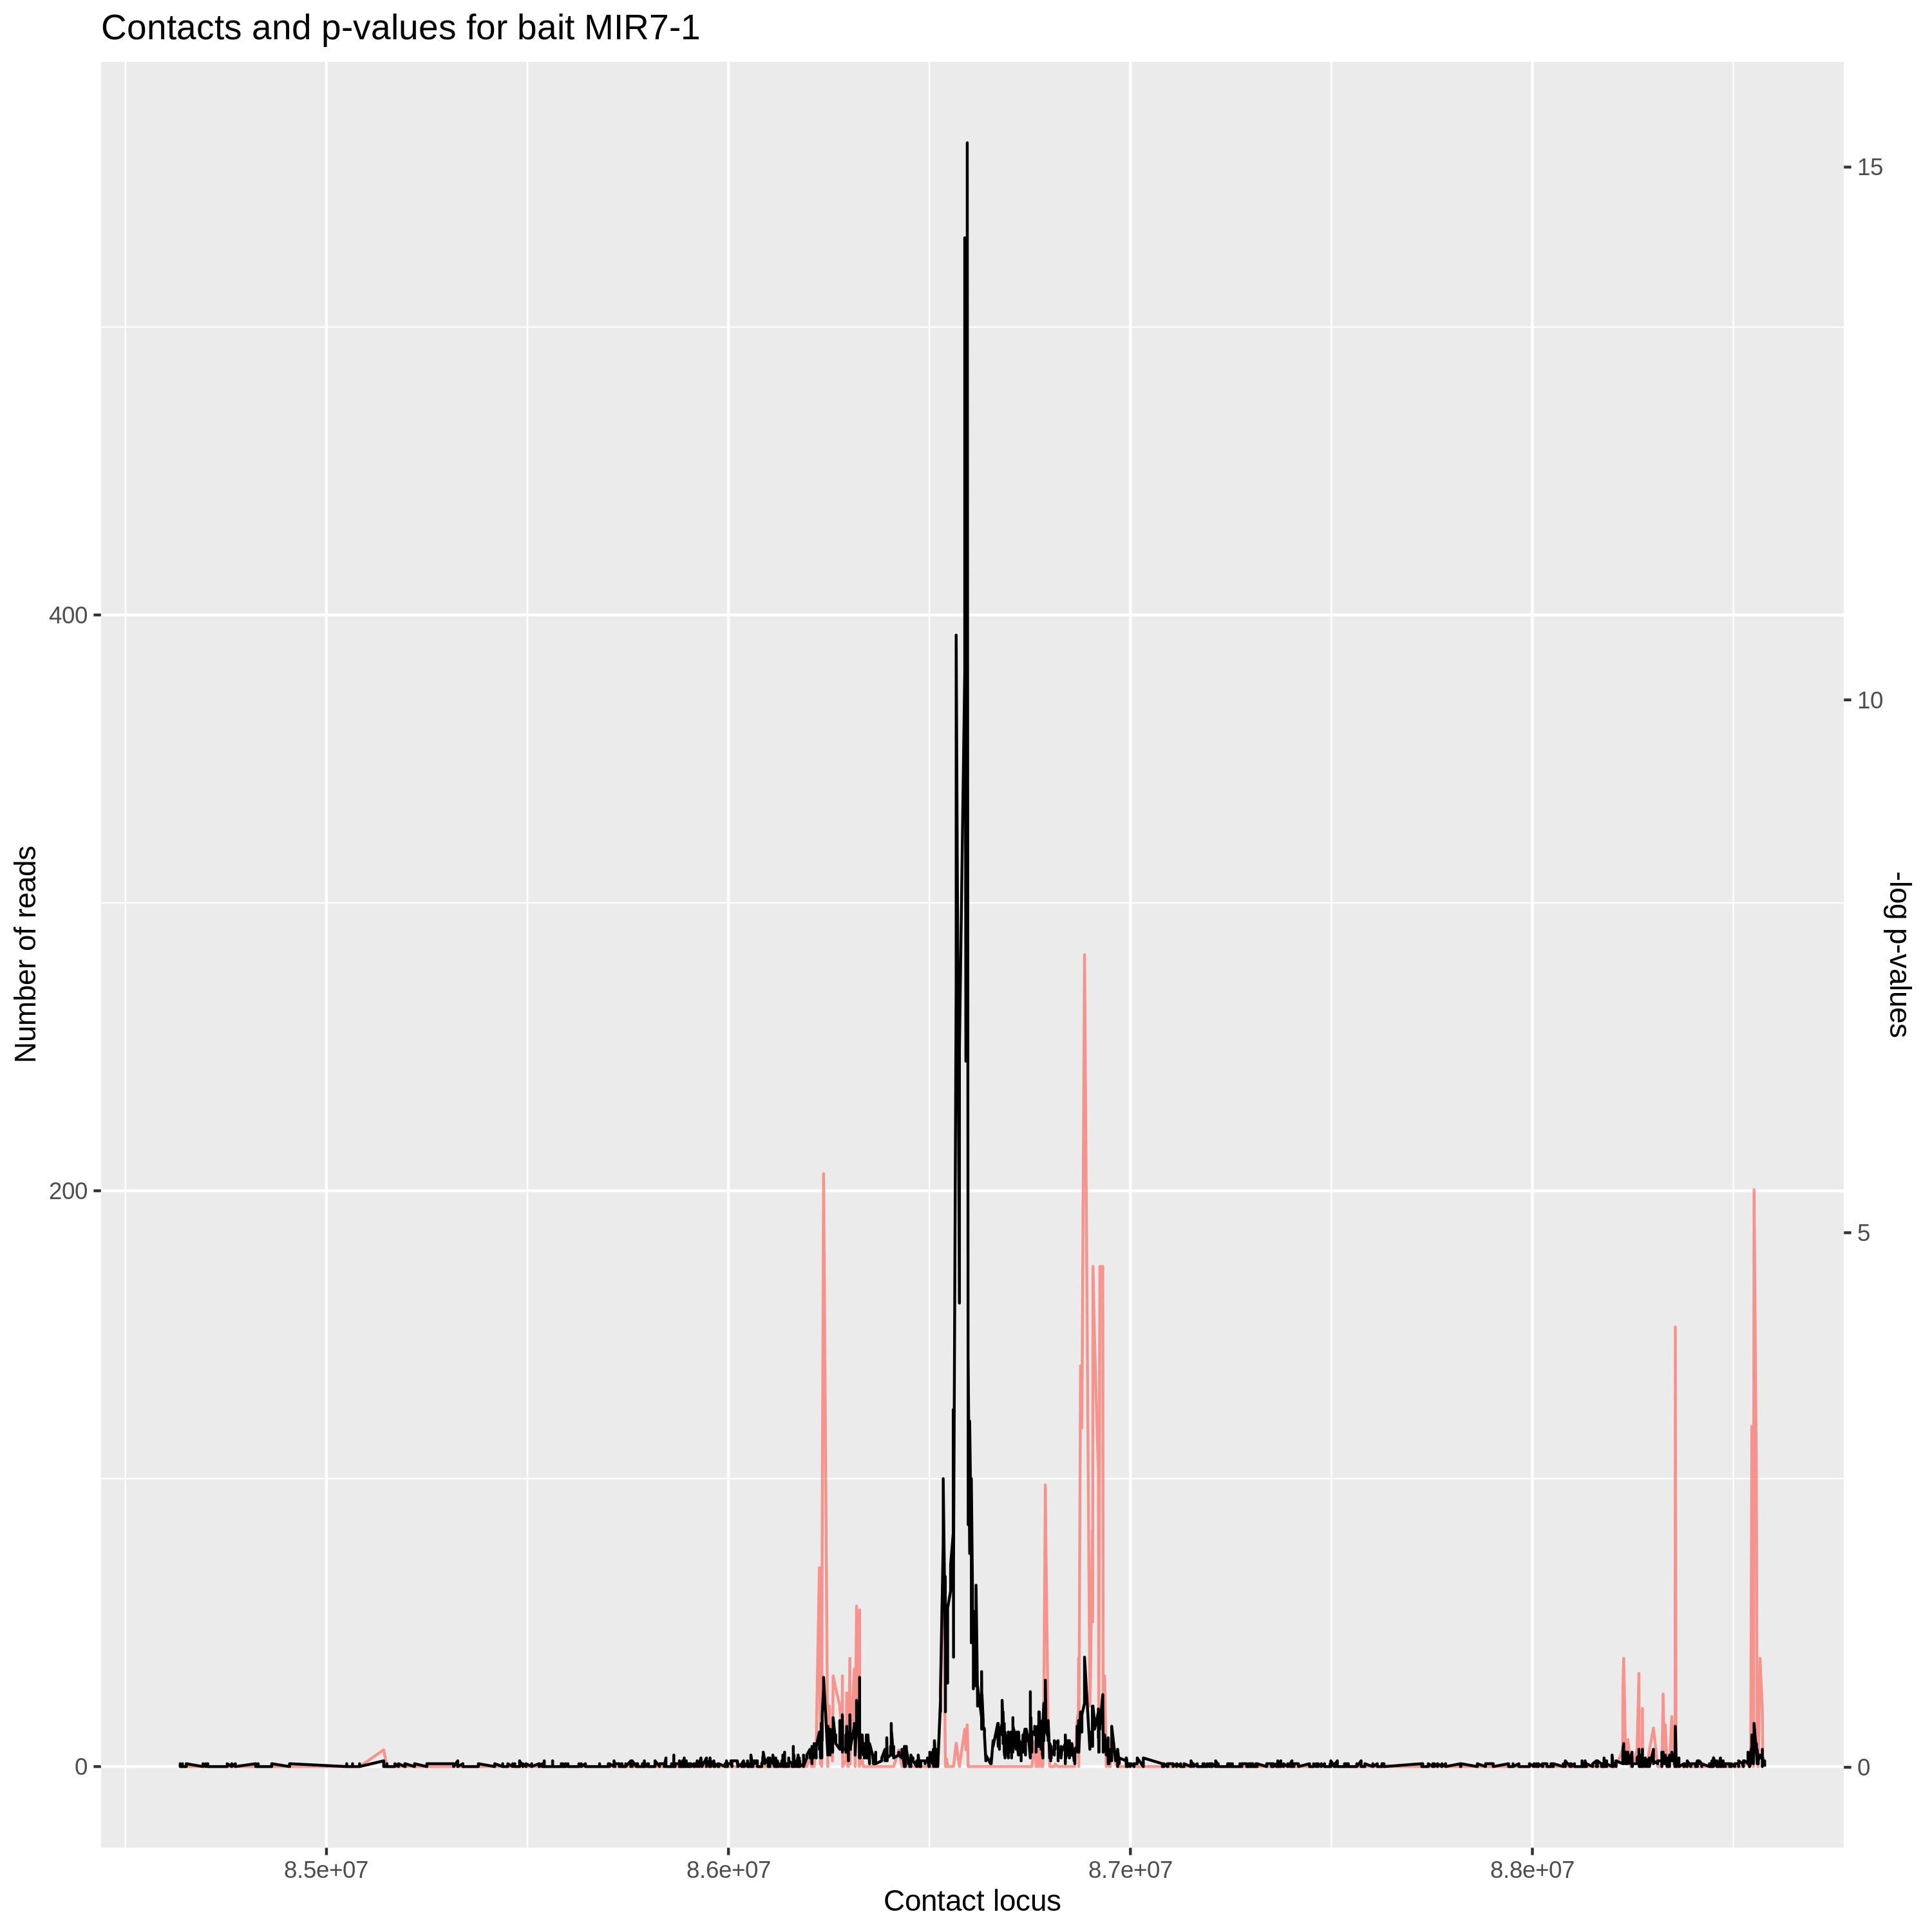 Contacts and p-values for bait MIR7-1
15
400
10
Number of reads
-log p-values
200
5
0
0
8.5e+07
8.6e+07
8.7e+07
8.8e+07
Contact locus